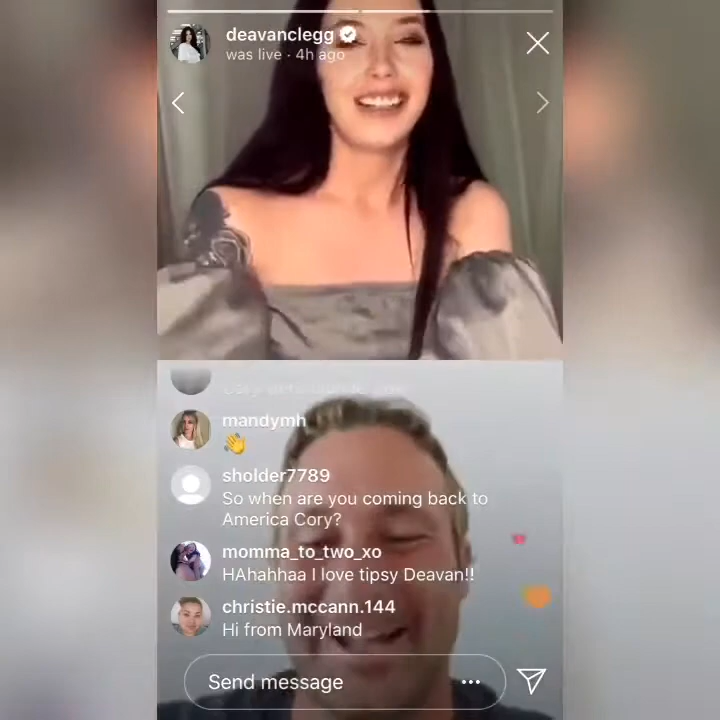 deavanclegg
was live · 4h ago
mandymh
👋
sholder7789
So when are you coming back to
America Cory?
momma_to_two_xo
HAhahhaa I love tipsy Deavan!!
christie.mccann.144
Hi from Maryland
Send message